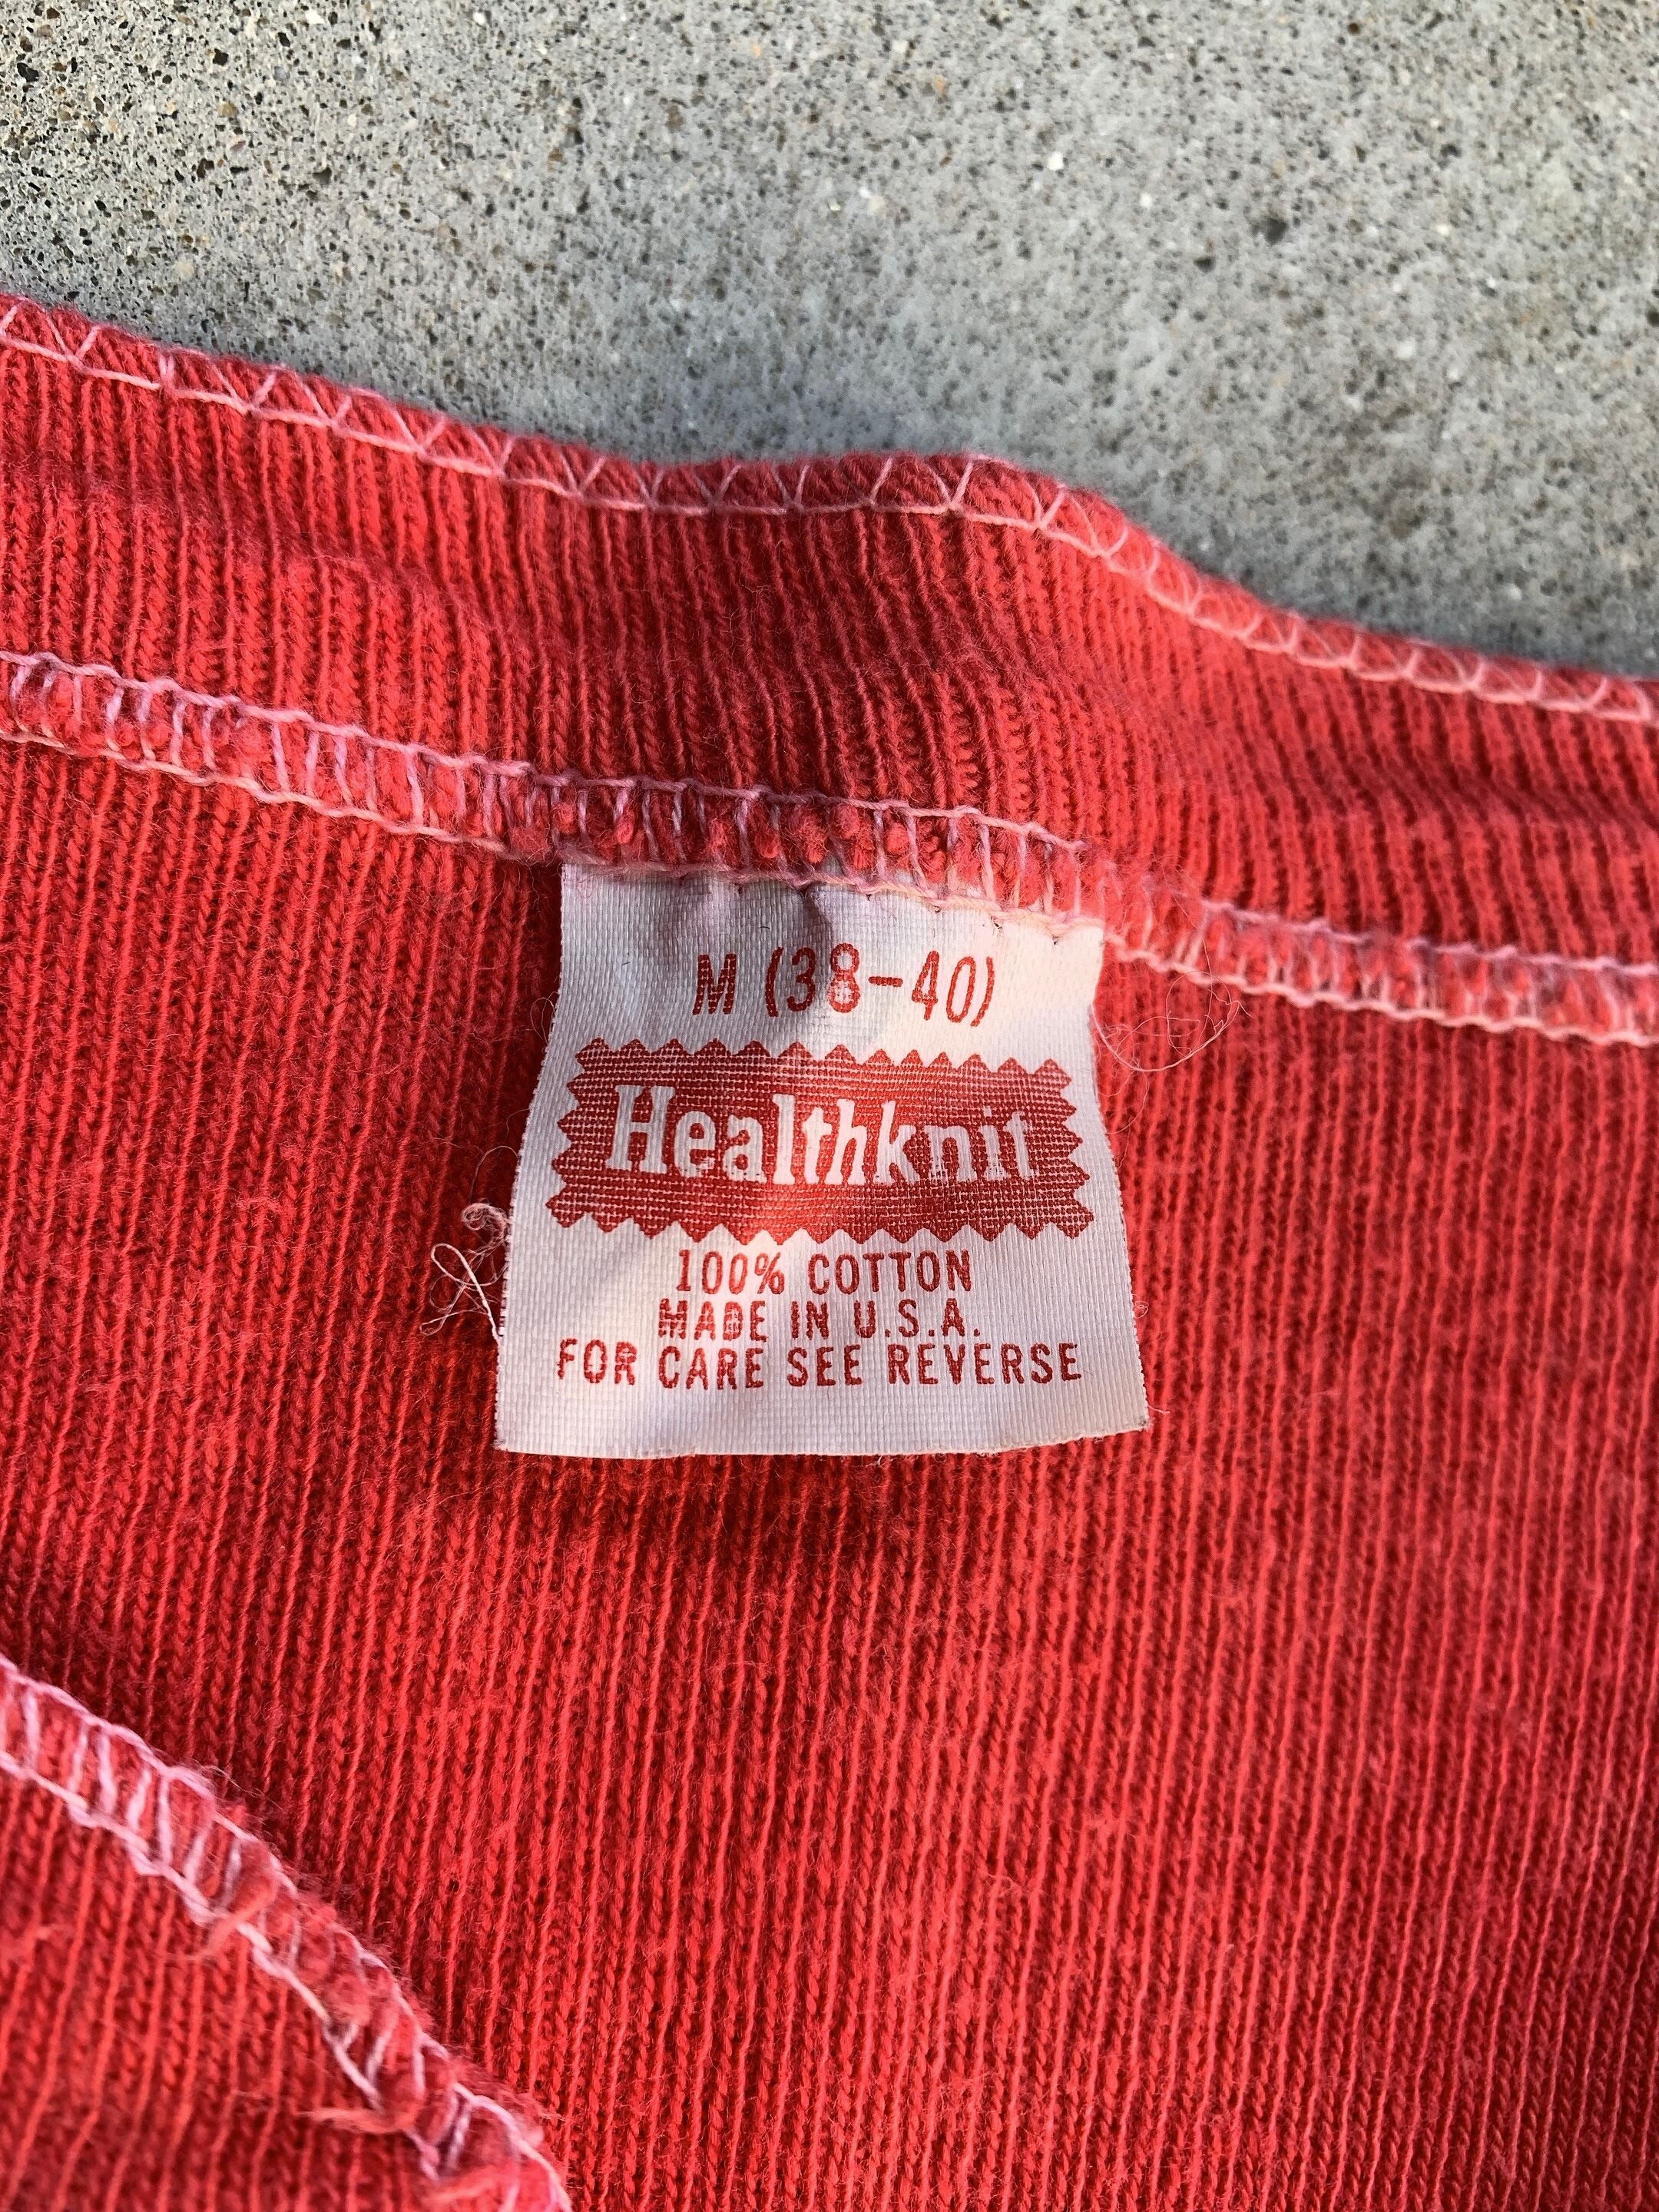 M (38-40)
Healthknit
100% COTTON
MADE IN U.S.A.
FOR CARE SEE REVERSE